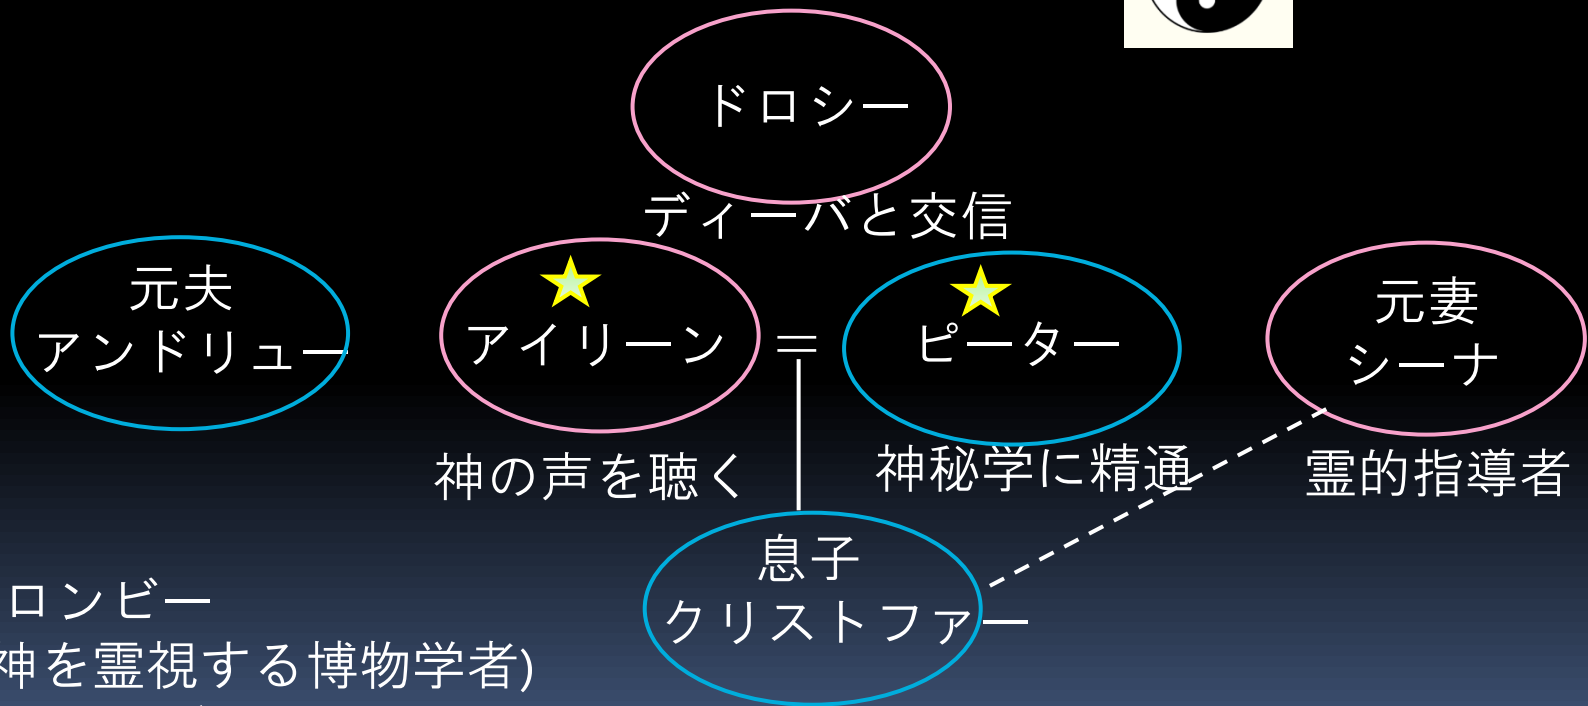 ドロシー
ディーバと交信
元夫
アンドリュー
アイリーン
＝
ピーター
元妻
シーナ
神の声を聴く
神秘学に精通
霊的指導者
息子
クリストファー
ロンビー
神を霊視する博物学者)